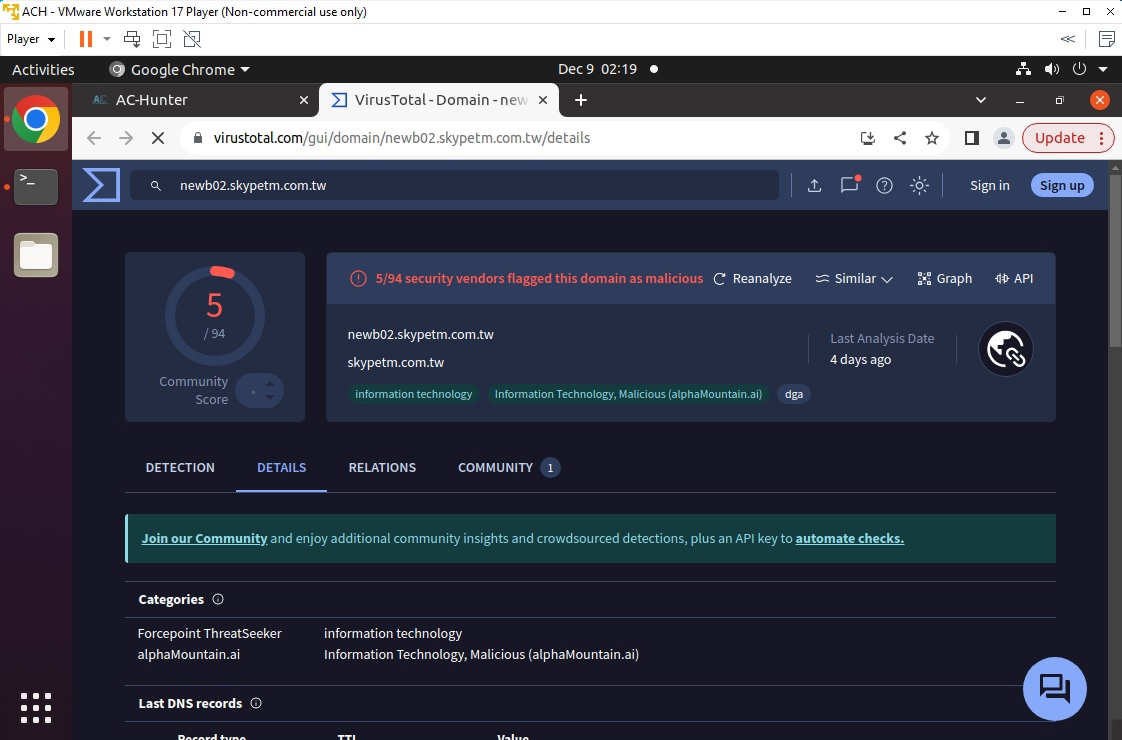 ACH - VMware Workstation 17 Player (Non-commercial use only)
Player
Activities Google Chrome Dec 9 02:19
AC AC-Hunter VirusTotal - Domain - new
virustotal.com/gui/domain/newb02.skypetm.com.tw/details Update
newb02.skypetm.com.tw Sign in Sign up
5
/ 94
Community
Score
5/94 security vendors flagged this domain as malicious Reanalyze Similar Graph API
newb02.skypetm.com.tw
skypetm.com.tw
information technology Information Technology, Malicious (alphaMountain.ai) dga
Last Analysis Date
4 days ago
DETECTION DETAILS RELATIONS COMMUNITY 1
Join our Community and enjoy additional community insights and crowdsourced detections, plus an API key to automate checks.
Categories
Forcepoint ThreatSeeker information technology
alphaMountain.ai Information Technology, Malicious (alphaMountain.ai)
Last DNS records
Record type TTL Value